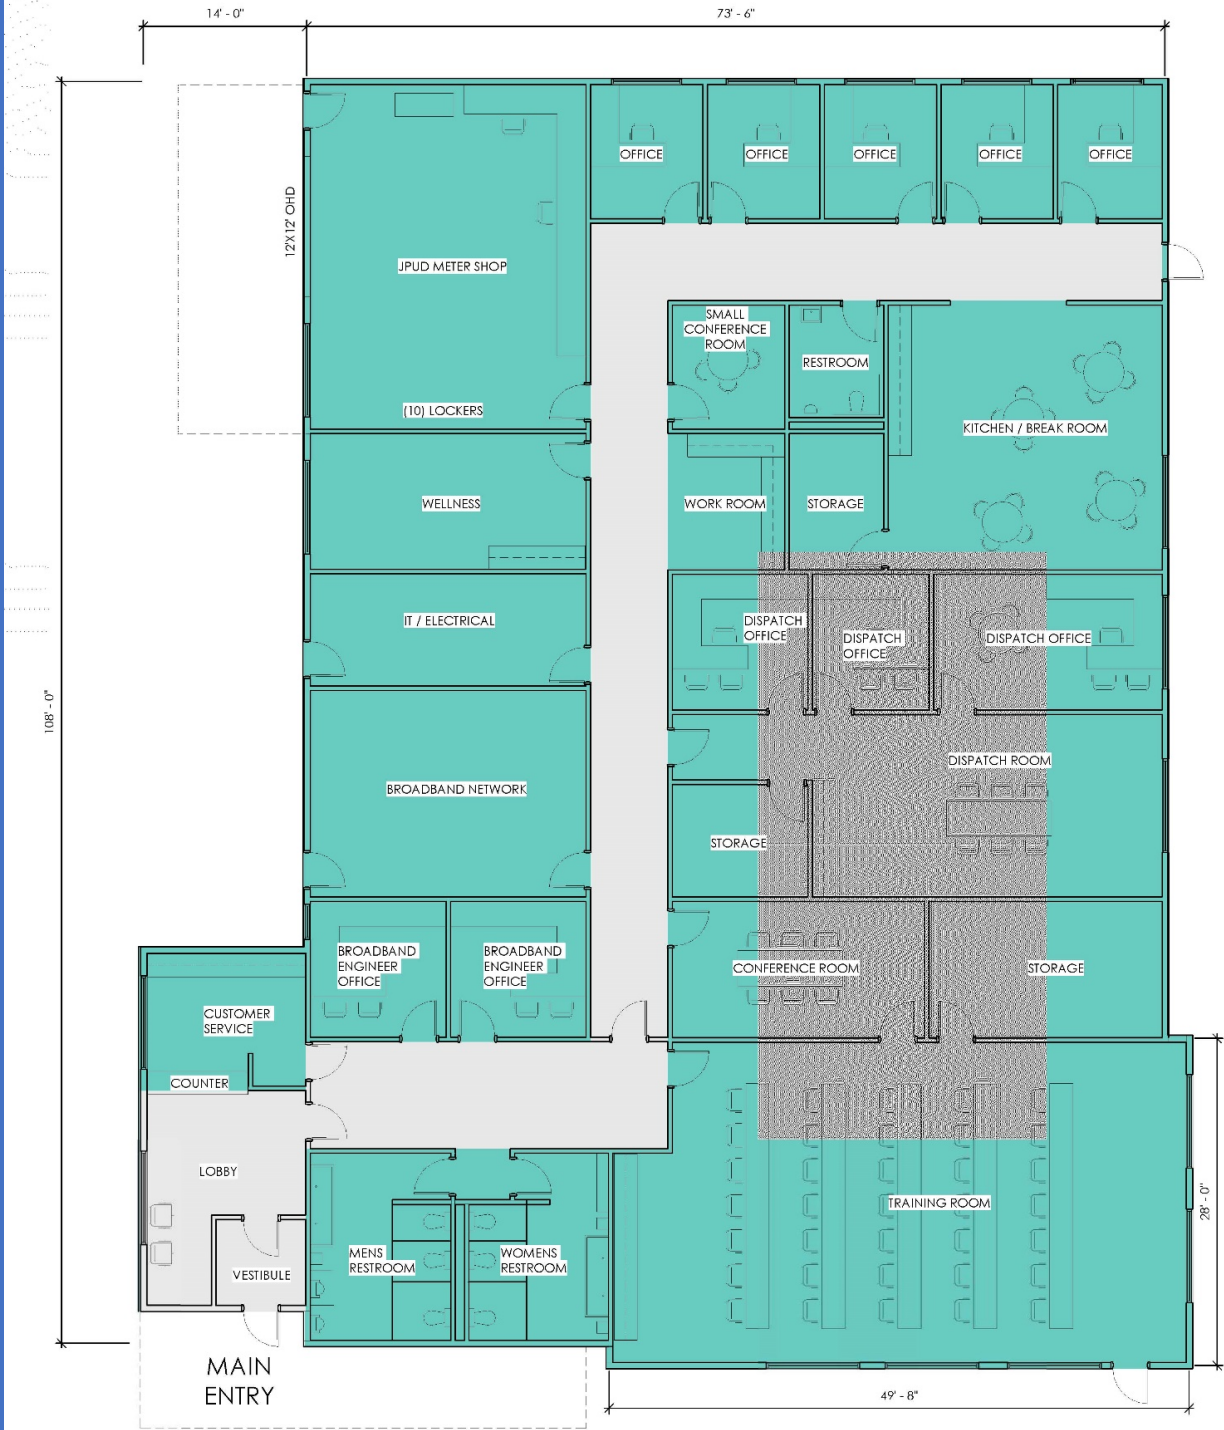 14' - 0"
73' - 6"
OFFICE
OFFICE
OFFICE
OFFICE
OFFICE
12'X12' OHD
JPUD METER SHOP
SMALL
CONFERENCE
ROOM
RESTROOM
(10) LOCKERS
KITCHEN / BREAK ROOM
WELLNESS
WORK ROOM
STORAGE
IT / ELECTRICAL
DISPATCH
OFFICE
DISPATCH
OFFICE
DISPATCH OFFICE
108' - 0"
DISPATCH ROOM
BROADBAND NETWORK
STORAGE
BROADBAND
ENGINEER
OFFICE
BROADBAND
ENGINEER
OFFICE
CONFERENCE ROOM
STORAGE
CUSTOMER
SERVICE
COUNTER
LOBBY
TRAINING ROOM
28' - 0"
MENS
RESTROOM
WOMENS
RESTROOM
VESTIBULE
MAIN
ENTRY
49' - 8"